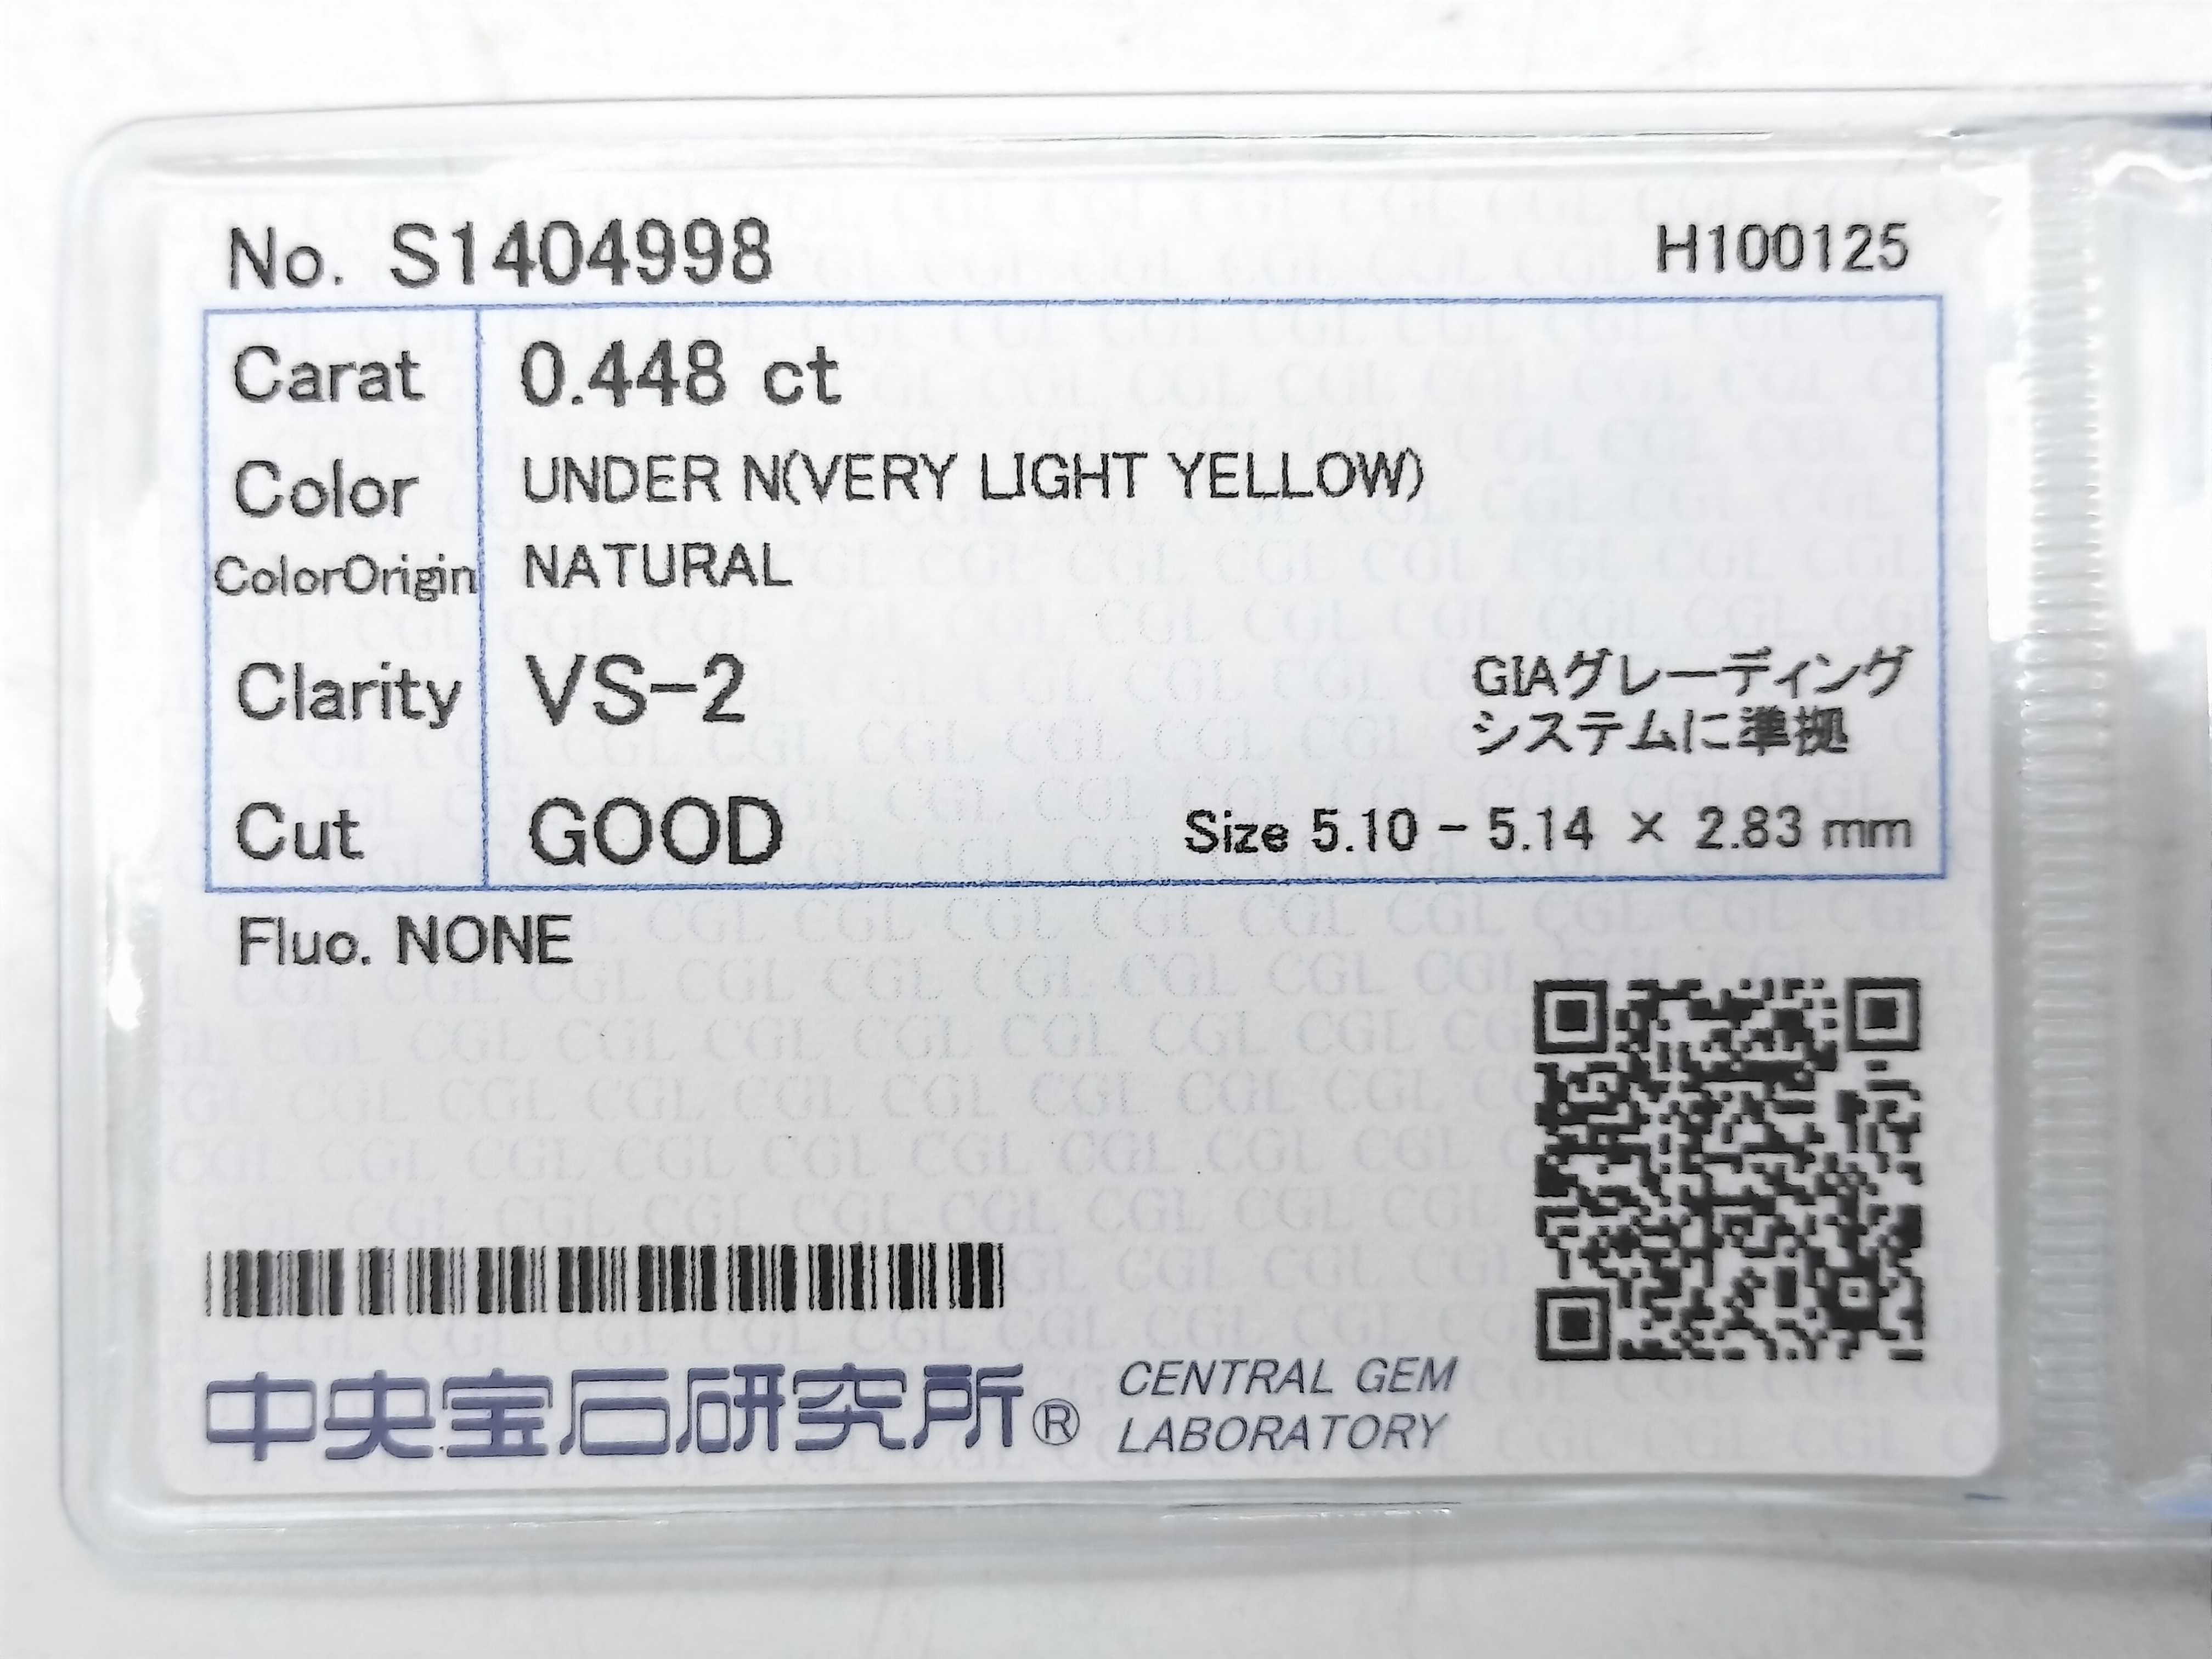 No. S1404998 H100125
Carat 0.448 ct
Color UNDER N(VERY LIGHT YELLOW)
ColorOrigin NATURAL
Clarity VS-2
GIAグレーディング
システムに準拠
Cut GOOD Size 5.10 - 5.14 × 2.83 mm
Fluo. NONE
中央宝石研究所® CENTRAL GEM
LABORATORY